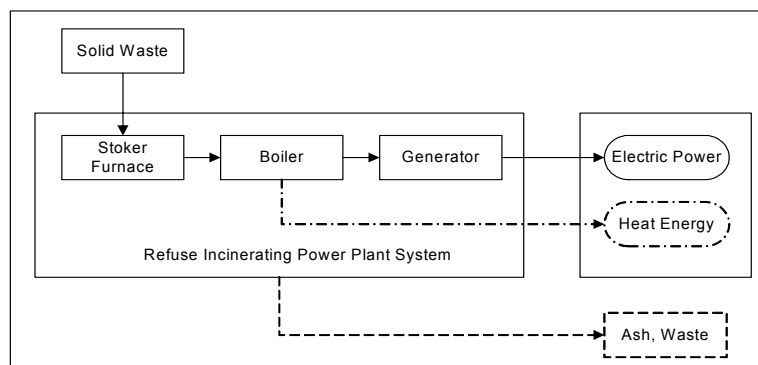 Solid Waste
Stoker
Furnace
Boiler
Generator
Electric Power
Heat Energy
Refuse Incinerating Power Plant System
Ash, Waste